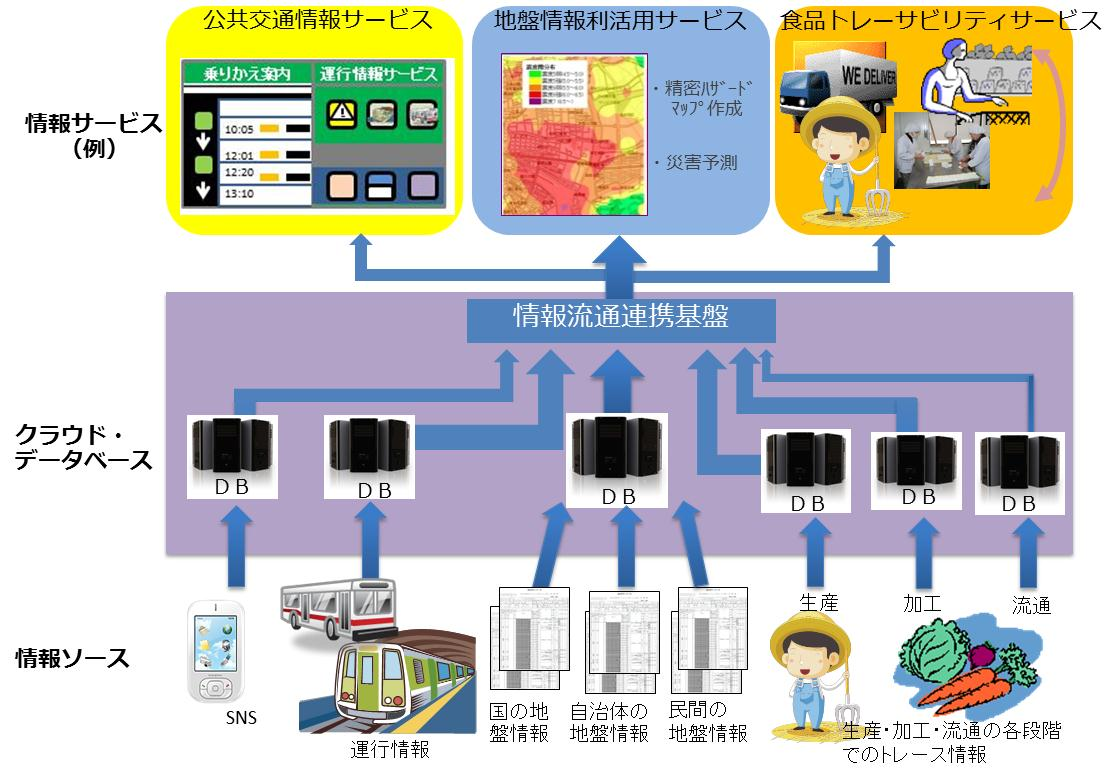 公共交通情報サービス
地盤情報利活用サービス
食品トレーサビリティサービス
情報サービス
（例）
乗りかえ案内
運行情報サービス
10:05
12:01
12:20
13:10
震度分布
・精密ﾊｻﾞｰﾄﾞ
ﾏｯﾌﾟ作成
・災害予測
WE DELIVER
情報流通連携基盤
クラウド・
データベース
ＤＢ
ＤＢ
ＤＢ
ＤＢ
ＤＢ
ＤＢ
情報ソース
SNS
運行情報
国の地
盤情報
自治体の
地盤情報
民間の
地盤情報
生産
加工
流通
生産・加工・流通の各段階
でのトレース情報